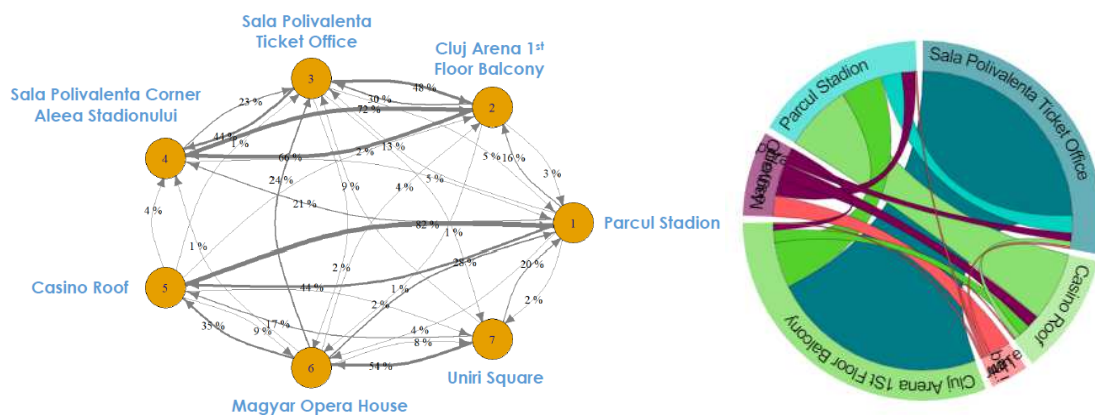 Sala Polivalenta
Ticket Office
Cluj Arena 1st
Floor Balcony
Sala Polivalenta Corner
Aleea Stadionului
Parcul Stadion
Casino Roof
Magyar Opera House
Uniri Square
3
2
4
1
5
6
7
48 %
30 %
23 %
72 %
44 %
1 %
13 %
2 %
66 %
5 %
16 %
3 %
24 %
9 %
4 %
5 %
21 %
4 %
82 %
1 %
1 %
28 %
20 %
2 %
44 %
1 %
2 %
2 %
17 %
4 %
35 %
9 %
8 %
54 %
Parcul Stadion
Sala Polivalenta Ticket Office
Casino Roof
Cluj Arena 1St Floor Balcony